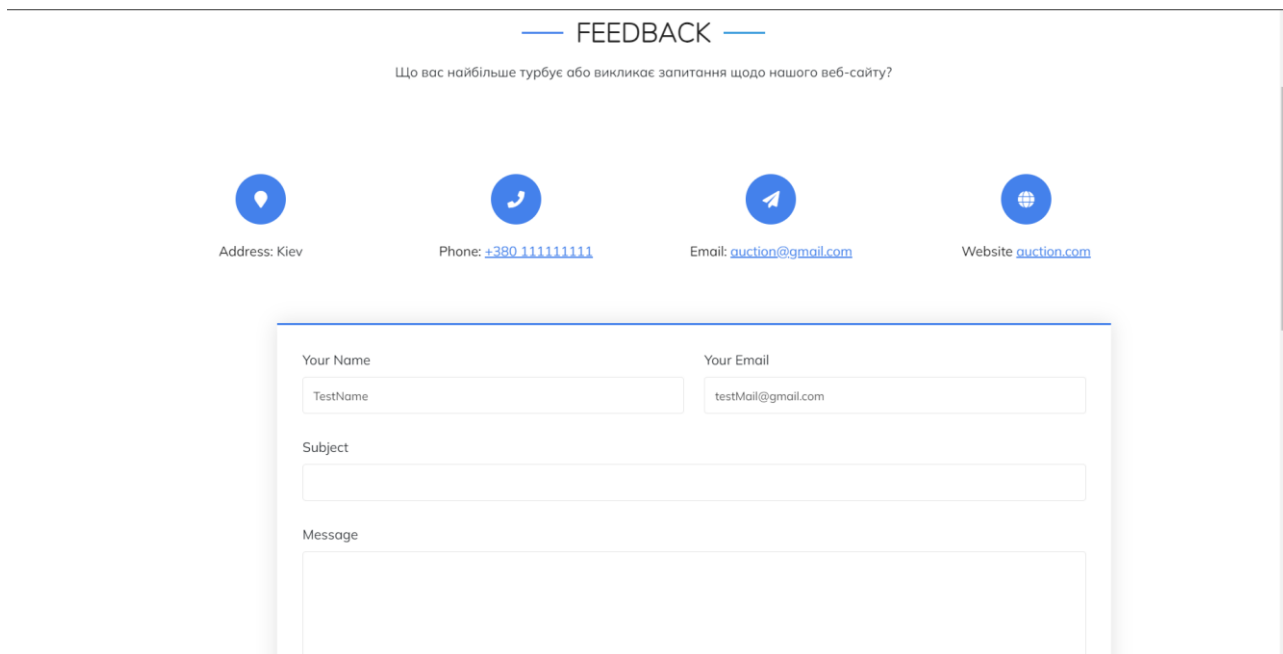 FEEDBACK
Що вас найбільше турбує або викликає запитання щодо нашого веб-сайту?
Address: Kiev
Phone: +380 111111111
Email: auction@gmail.com
Website auction.com
Your Name
Your Email
TestName
testMail@gmail.com
Subject
Message